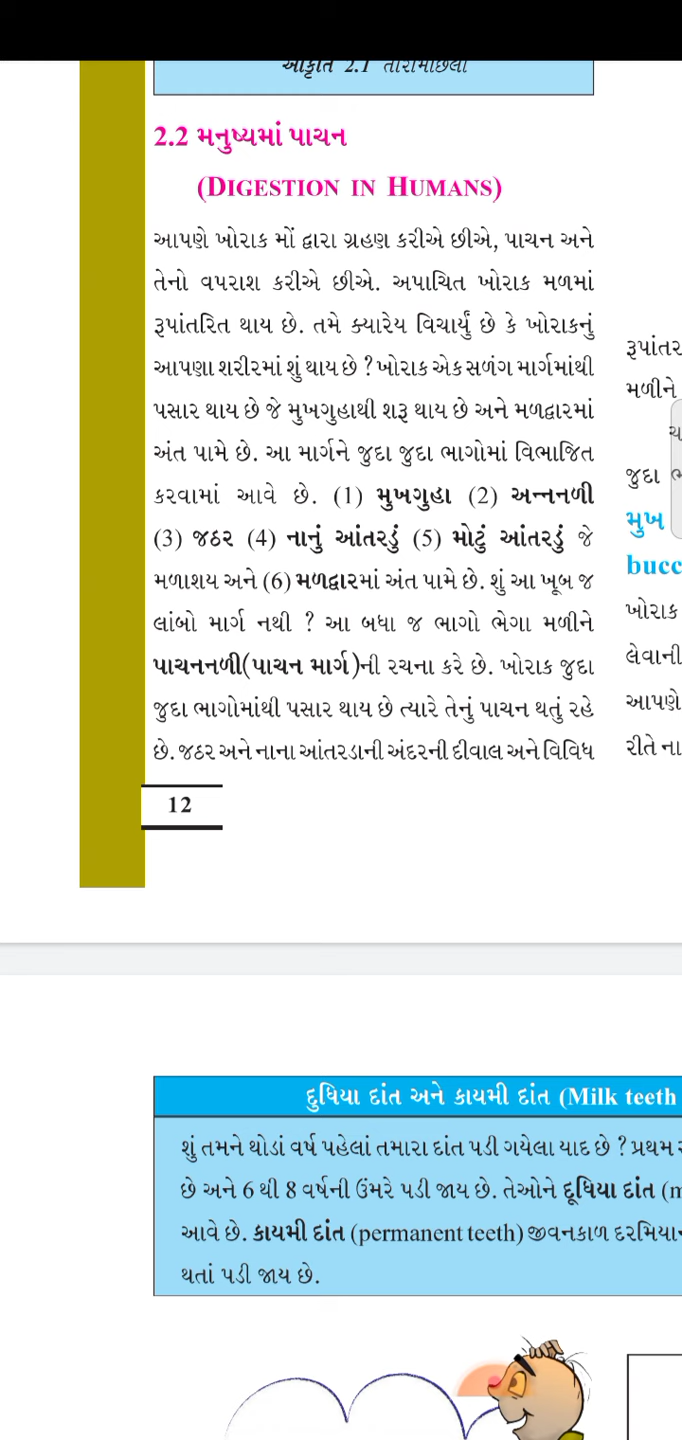 આકૃતિ 2.1 તારામાછલી
2.2 મનુષ્યમાં પાચન
(DIGESTION IN HUMANS)
આપણે ખોરાક મોં દ્વારા ગ્રહણ કરીએ છીએ, પાચન અને
તેનો વપરાશ કરીએ છીએ. અપાચિત ખોરાક મળમાં
રૂપાંતરિત થાય છે. તમે ક્યારેય વિચાર્યું છે કે ખોરાકનું
આપણા શરીરમાં શું થાય છે ? ખોરાક એક સળંગ માર્ગમાંથી
પસાર થાય છે જે મુખગુહાથી શરૂ થાય છે અને મળદ્વારમાં
અંત પામે છે. આ માર્ગને જુદા જુદા ભાગોમાં વિભાજિત
કરવામાં આવે છે. (1) મુખગુહા (2) અન્નનળી
(3) જઠર (4) નાનું આંતરડું (5) મોટું આંતરડું જે
મળાશય અને (6) મળદ્વારમાં અંત પામે છે. શું આ ખૂબ જ
લાંબો માર્ગ નથી ? આ બધા જ ભાગો ભેગા મળીને
પાચનનળી(પાચન માર્ગ)ની રચના કરે છે. ખોરાક જુદા
જુદા ભાગોમાંથી પસાર થાય છે ત્યારે તેનું પાચન થતું રહે
છે. જઠર અને નાના આંતરડાની અંદરની દીવાલ અને વિવિધ
12
રૂપાંતર
મળીને
જુદા
મુખ
bucc
ખોરાક
લેવાની
આપણે
રીતે ના
દુધિયા દાંત અને કાયમી દાંત (Milk teeth
શું તમને થોડાં વર્ષ પહેલાં તમારા દાંત પડી ગયેલા યાદ છે ? પ્રથમ
છે અને 6 થી 8 વર્ષની ઉંમરે પડી જાય છે. તેઓને દૂધિયા દાંત (m
આવે છે. કાયમી દાંત (permanent teeth) જીવનકાળ દરમિયાન
થતાં પડી જાય છે.